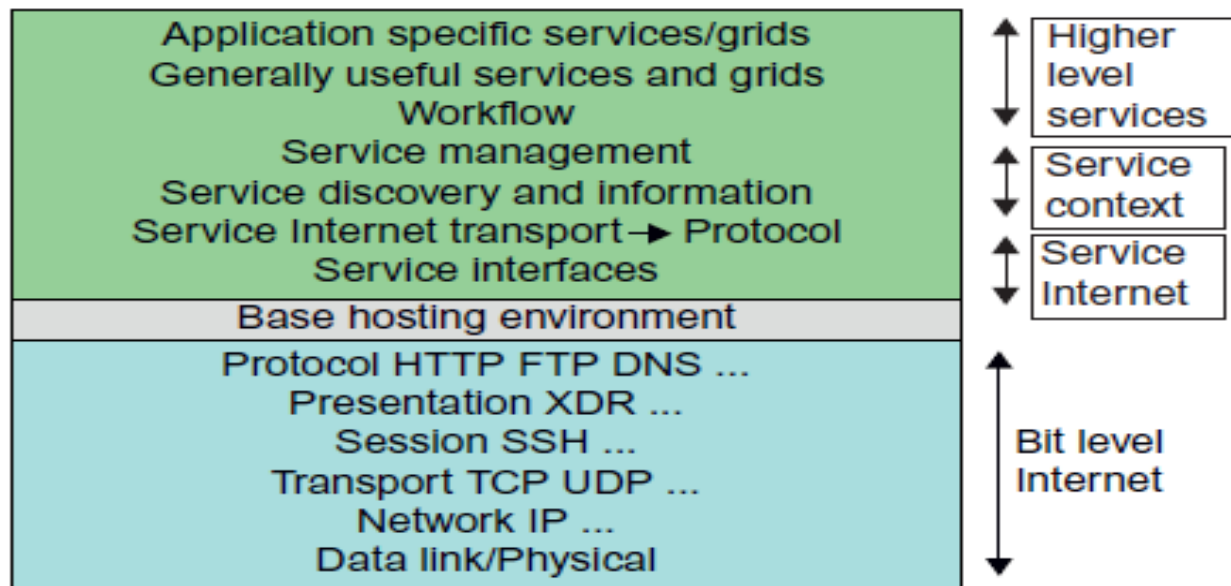 Application specific services/grids
Generally useful services and grids
Workflow
Service management
Service discovery and information
Service Internet transport → Protocol
Service interfaces
Base hosting environment
Protocol HTTP FTP DNS ...
Presentation XDR ...
Session SSH ...
Transport TCP UDP ...
Network IP ...
Data link/Physical
Higher
level
services
Service
context
Service
Internet
Bit level
Internet